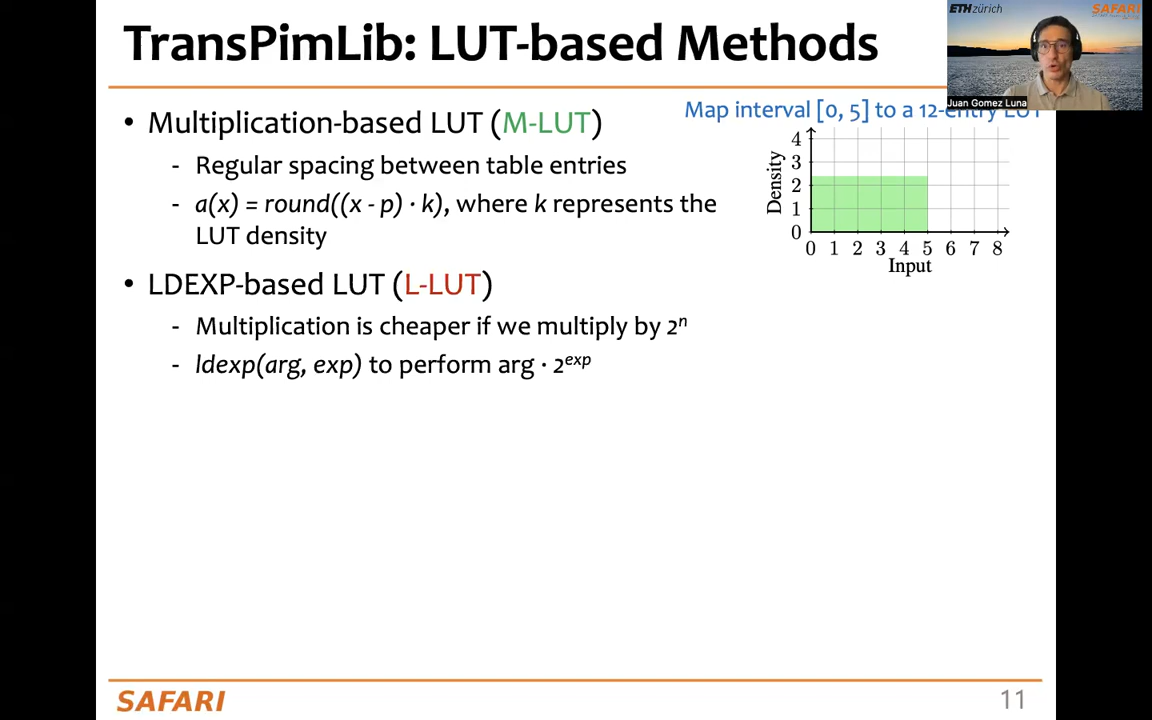 TransPimLib: LUT-based Methods
ETH zürich
SAFARI
Juan Gomez Luna
• Multiplication-based LUT (M-LUT)
- Regular spacing between table entries
- a(x) = round((x - p) · k), where k represents the
LUT density
Map interval [0, 5] to a 12-entry LUT
Density
4
3
2
1
0
0 1 2 3 4 5 6 7 8
Input
• LDEXP-based LUT (L-LUT)
- Multiplication is cheaper if we multiply by 2ⁿ
- ldexp(arg, exp) to perform arg · 2ᵉˣᵖ
SAFARI
11